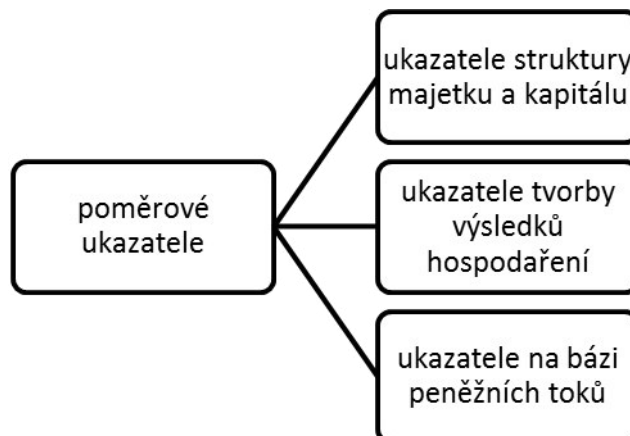 ukazatele struktury
majetku a kapitálu
poměrové
ukazatele
ukazatele tvorby
výsledků
hospodaření
ukazatele na bázi
peněžních toků